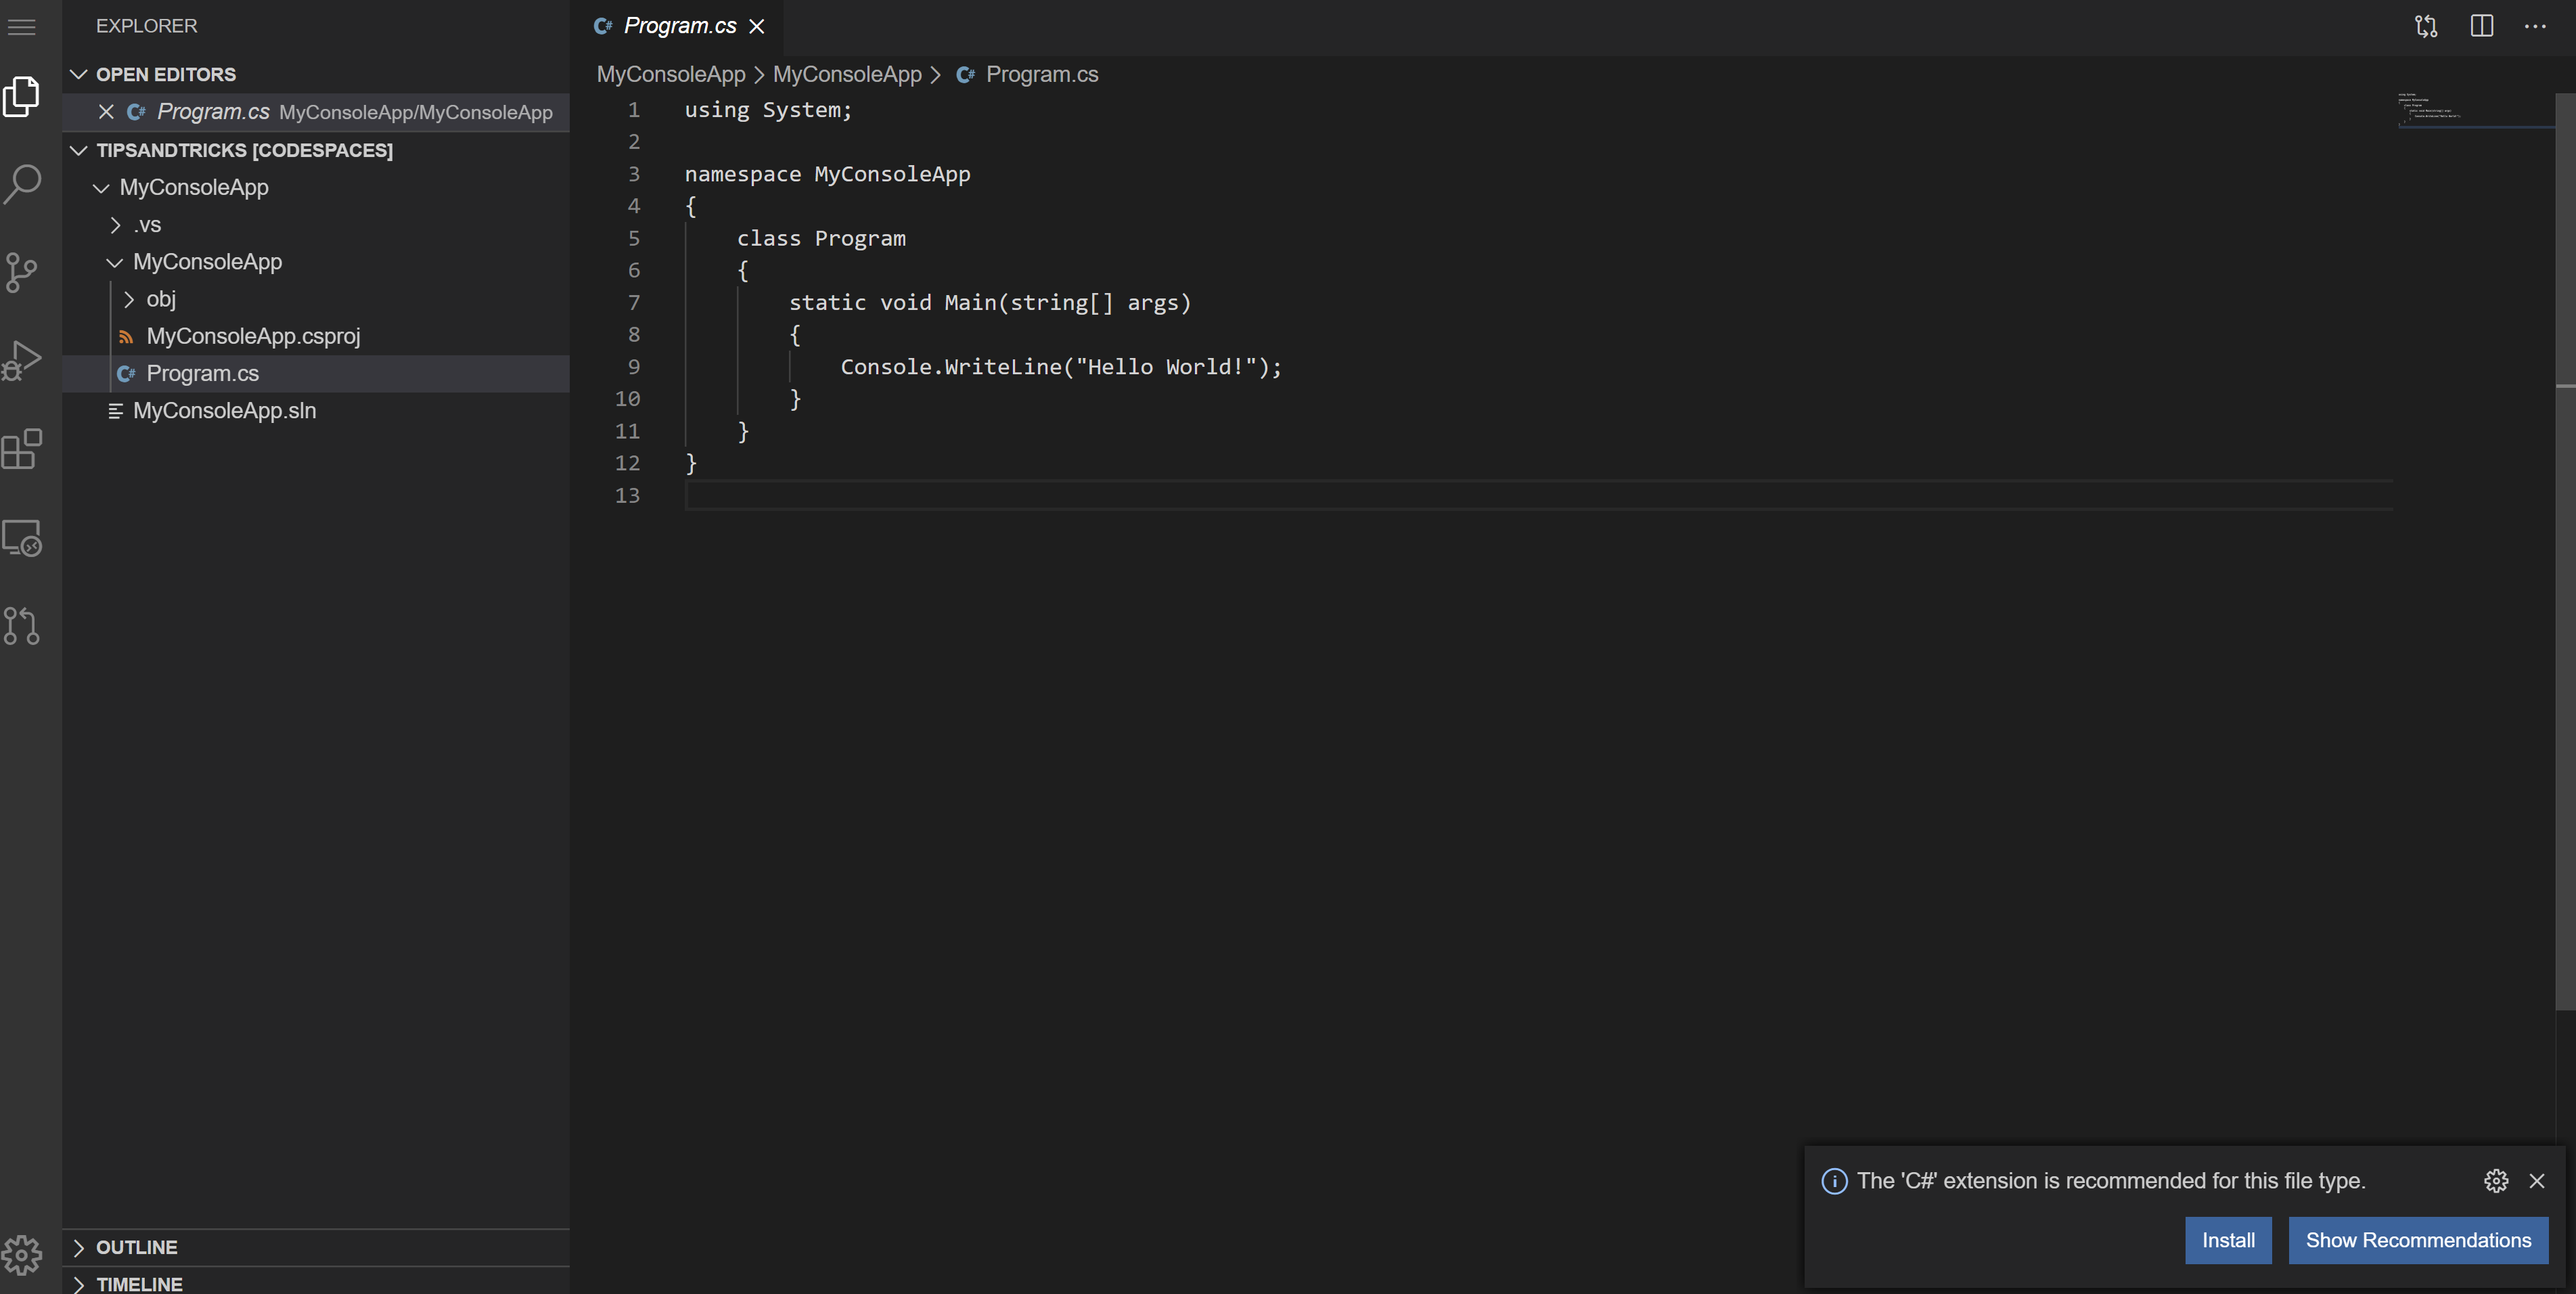 EXPLORER
OPEN EDITORS
Program.cs MyConsoleApp/MyConsoleApp
TIPSANDTRICKS [CODESPACES]
MyConsoleApp
.vs
MyConsoleApp
obj
MyConsoleApp.csproj
C# Program.cs
MyConsoleApp.sln
OUTLINE
TIMELINE
C# Program.cs
MyConsoleApp > MyConsoleApp > C# Program.cs
1 using System;
2
3 namespace MyConsoleApp
4 {
5     class Program
6     {
7         static void Main(string[] args)
8         {
9             Console.WriteLine("Hello World!");
10         }
11     }
12 }
13
The 'C#' extension is recommended for this file type.
Install Show Recommendations